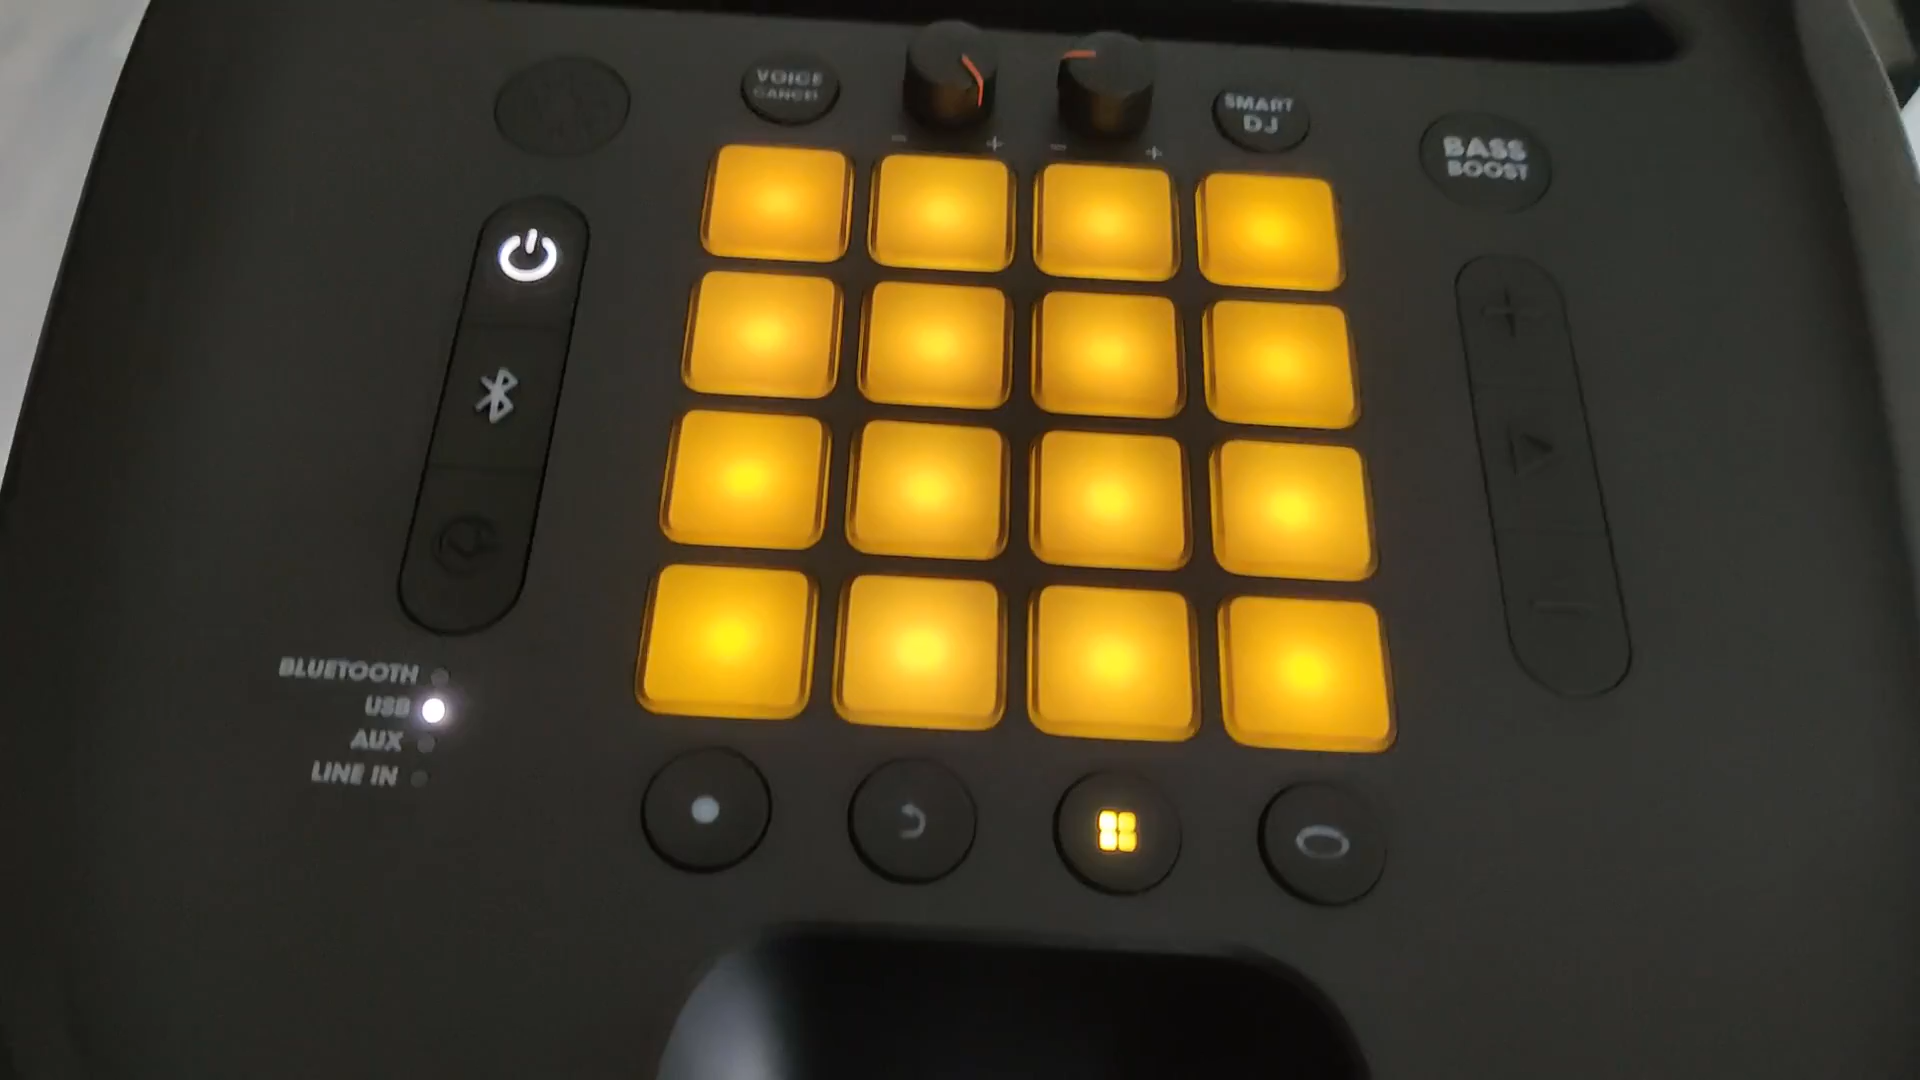 VOICE
CANCEL
SMART
DJ
BASS
BOOST
- +
- +
BLUETOOTH
USB
AUX
LINE IN